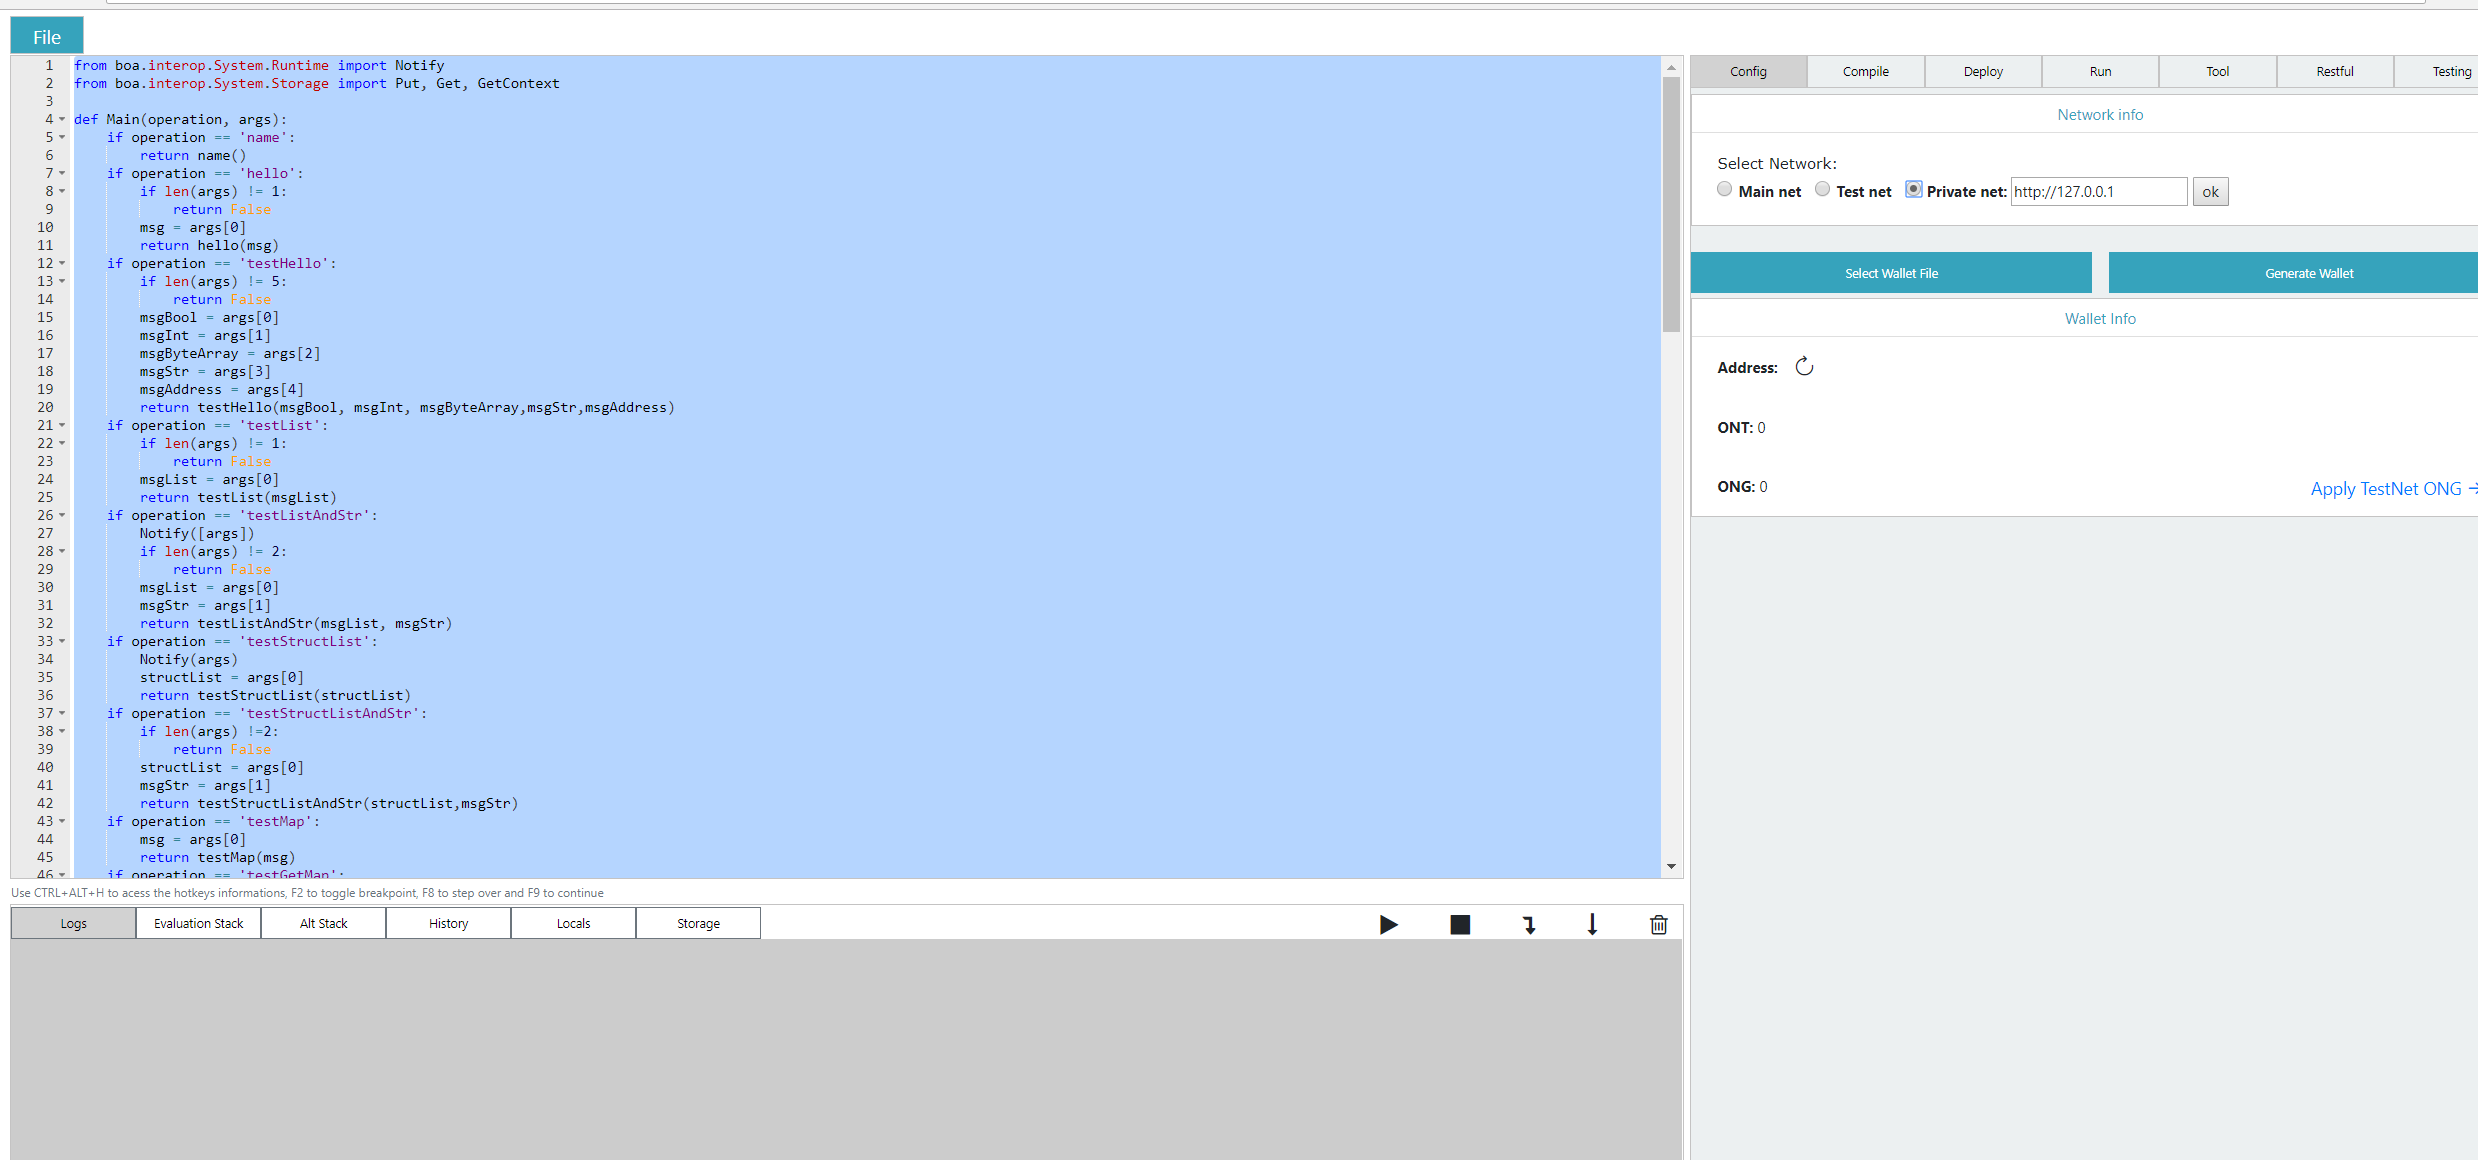 File
1 from boa.interop.System.Runtime import Notify
2 from boa.interop.System.Storage import Put, Get, GetContext
3
4 def Main(operation, args):
5     if operation == 'name':
6         return name()
7     if operation == 'hello':
8         if len(args) != 1:
9             return False
10         msg = args[0]
11         return hello(msg)
12     if operation == 'testHello':
13         if len(args) != 5:
14             return False
15         msgBool = args[0]
16         msgInt = args[1]
17         msgByteArray = args[2]
18         msgStr = args[3]
19         msgAddress = args[4]
20         return testHello(msgBool, msgInt, msgByteArray,msgStr,msgAddress)
21     if operation == 'testList':
22         if len(args) != 1:
23             return False
24         msgList = args[0]
25         return testList(msgList)
26     if operation == 'testListAndStr':
27         Notify([args])
28         if len(args) != 2:
29             return False
30         msgList = args[0]
31         msgStr = args[1]
32         return testListAndStr(msgList, msgStr)
33     if operation == 'testStructList':
34         Notify(args)
35         structList = args[0]
36         return testStructList(structList)
37     if operation == 'testStructListAndStr':
38         if len(args) !=2:
39             return False
40         structList = args[0]
41         msgStr = args[1]
42         return testStructListAndStr(structList,msgStr)
43     if operation == 'testMap':
44         msg = args[0]
45         return testMap(msg)
46     if operation == 'testGetMap':
Use CTRL+ALT+H to acess the hotkeys informations, F2 to toggle breakpoint, F8 to step over and F9 to continue
Logs Evaluation Stack Alt Stack History Locals Storage
Config Compile Deploy Run Tool Restful Testing
Network info
Select Network:
Main net Test net Private net: http://127.0.0.1 ok
Select Wallet File Generate Wallet
Wallet Info
Address:
ONT: 0
ONG: 0 Apply TestNet ONG